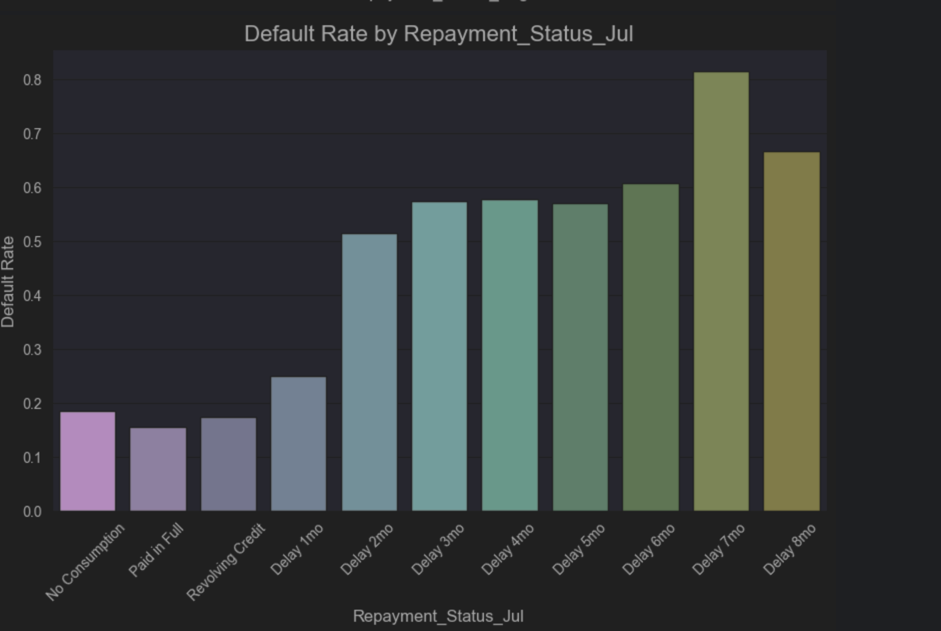 Default Rate by Repayment_Status_Jul
0.8
0.7
0.6
0.5
0.4
0.3
0.2
0.1
0.0
Default Rate
No Consumption
Paid in Full
Revolving Credit
Delay 1mo
Delay 2mo
Delay 3mo
Delay 4mo
Delay 5mo
Delay 6mo
Delay 7mo
Delay 8mo
Repayment_Status_Jul